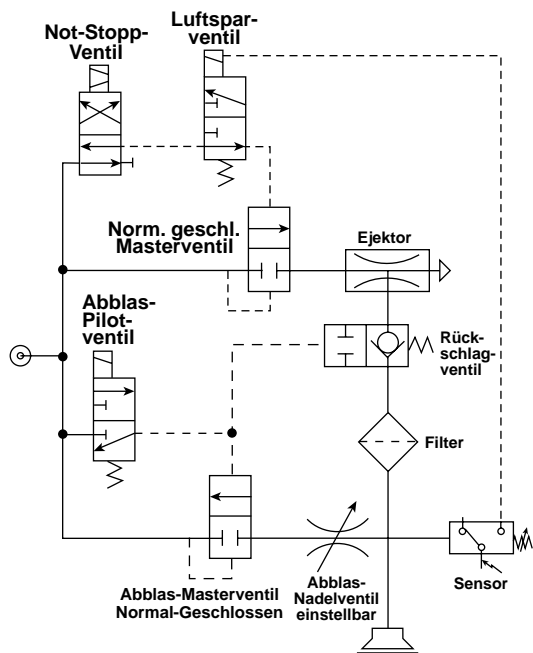 Not-Stopp-
Ventil
Luftspar-
ventil
Norm. geschl.
Masterventil
Ejektor
Abblas-
Pilot-
ventil
Rück-
schlag-
ventil
Filter
Abblas-Masterventil
Normal-Geschlossen
Abblas-
Nadelventil
einstellbar
Sensor